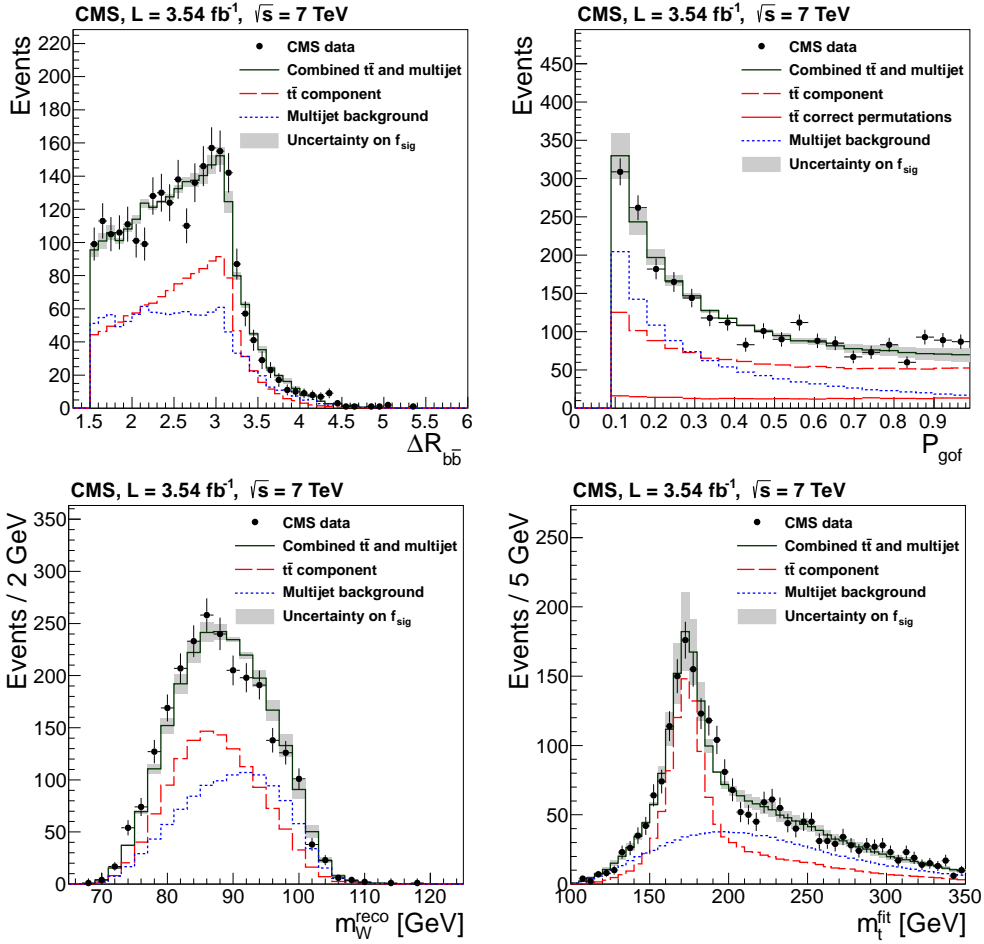 CMS, L = 3.54 fb⁻¹, √s = 7 TeV
Events
220
200
180
160
140
120
100
80
60
40
20
0
CMS data
Combined tt̄ and multijet
tt̄ component
Multijet background
Uncertainty on f_sig
1.5 2 2.5 3 3.5 4 4.5 5 5.5 6
ΔR_bb̄
CMS, L = 3.54 fb⁻¹, √s = 7 TeV
Events
450
400
350
300
250
200
150
100
50
0
CMS data
Combined tt̄ and multijet
tt̄ component
tt̄ correct permutations
Multijet background
Uncertainty on f_sig
0 0.1 0.2 0.3 0.4 0.5 0.6 0.7 0.8 0.9
P_gof
CMS, L = 3.54 fb⁻¹, √s = 7 TeV
Events / 2 GeV
350
300
250
200
150
100
50
0
CMS data
Combined tt̄ and multijet
tt̄ component
Multijet background
Uncertainty on f_sig
70 80 90 100 110 120
m_W^reco [GeV]
CMS, L = 3.54 fb⁻¹, √s = 7 TeV
Events / 5 GeV
250
200
150
100
50
0
CMS data
Combined tt̄ and multijet
tt̄ component
Multijet background
Uncertainty on f_sig
100 150 200 250 300 350
m_t^fit [GeV]